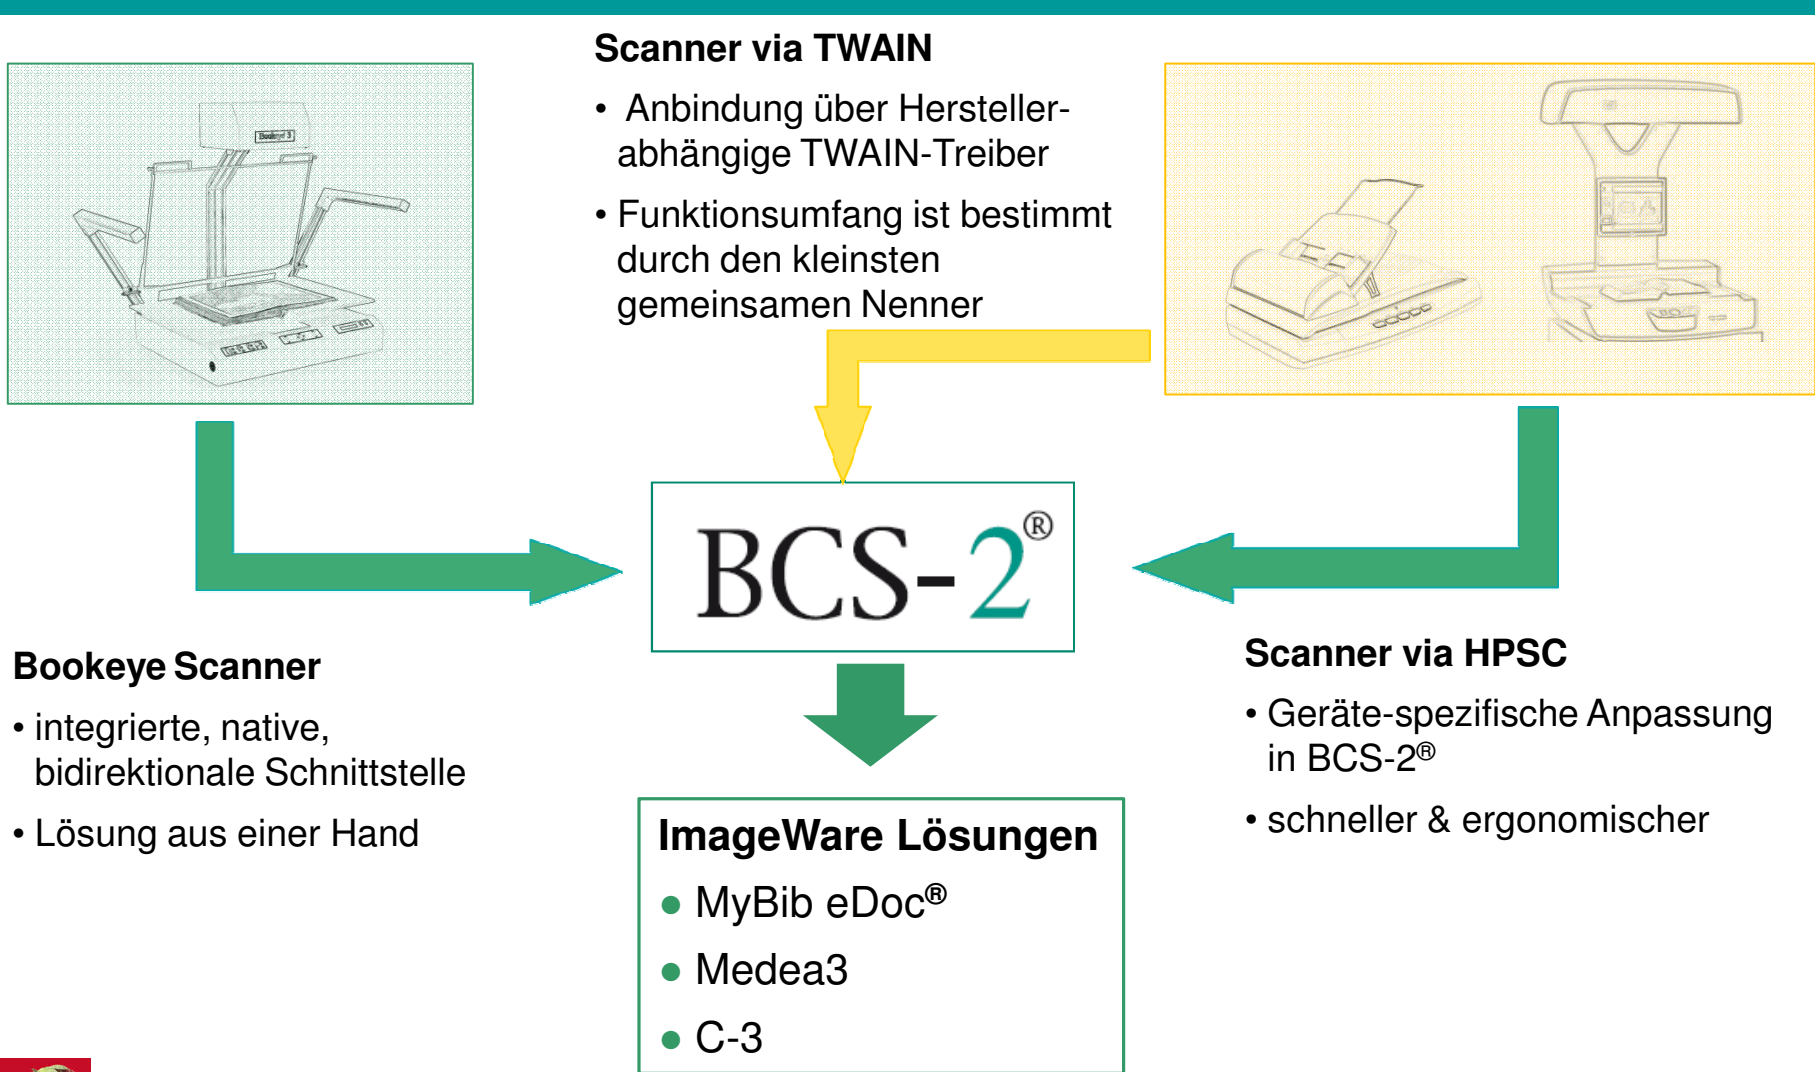 Scanner via TWAIN
• Anbindung über Hersteller-
abhängige TWAIN-Treiber
• Funktionsumfang ist bestimmt
durch den kleinsten
gemeinsamen Nenner
Bookeye 3
BCS-2®
Bookeye Scanner
• integrierte, native,
bidirektionale Schnittstelle
• Lösung aus einer Hand
Scanner via HPSC
• Geräte-spezifische Anpassung
in BCS-2®
• schneller & ergonomischer
ImageWare Lösungen
• MyBib eDoc®
• Medea3
• C-3